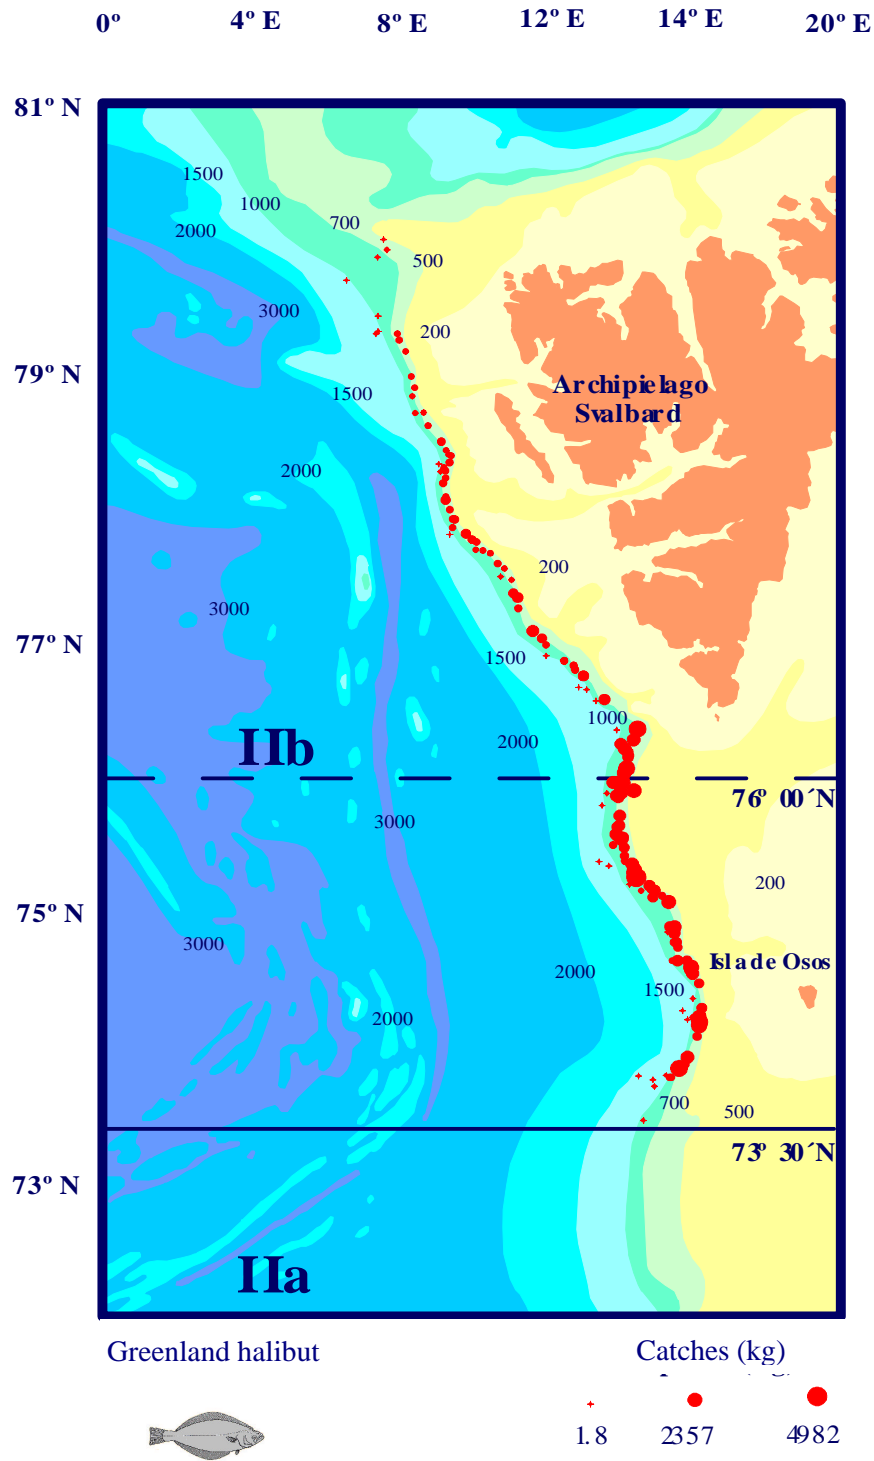 0º 4º E 8º E 12º E 14º E 20º E
81º N
1500
1000
700
2000
500
3000
200
79º N
Archipielago
Svalbard
1500
2000
200
3000
77º N
1500
1000
IIb
2000
76º 00´N
3000
200
75º N
3000
Isla de Osos
2000
1500
2000
700
500
73º 30´N
73º N
IIa
Greenland halibut
Catches (kg)
1.8 2357 4982